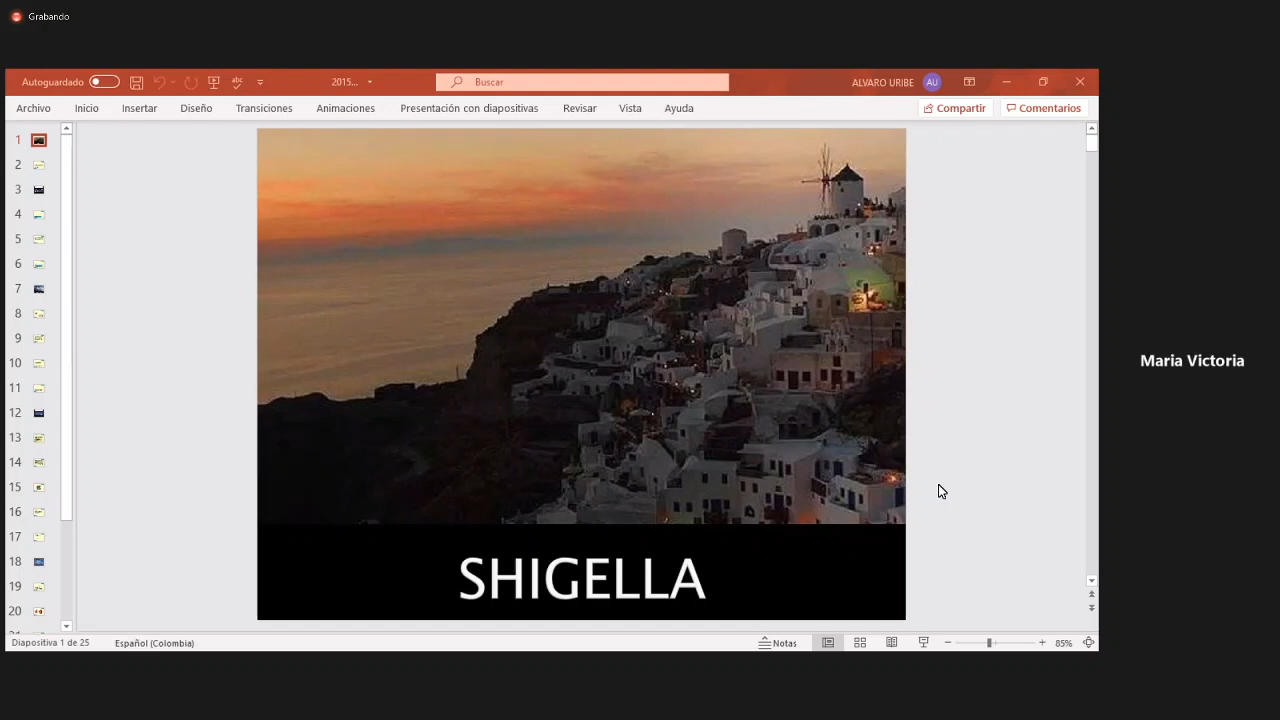 Grabando
Autoguardado
2015...
Buscar
ALVARO URIBE
AU
Archivo
Inicio
Insertar
Diseño
Transiciones
Animaciones
Presentación con diapositivas
Revisar
Vista
Ayuda
Compartir
Comentarios
1
2
3
4
5
6
7
8
9
10
11
12
13
14
15
16
17
18
19
20
SHIGELLA
Maria Victoria
Diapositiva 1 de 25
Español (Colombia)
Notas
85%